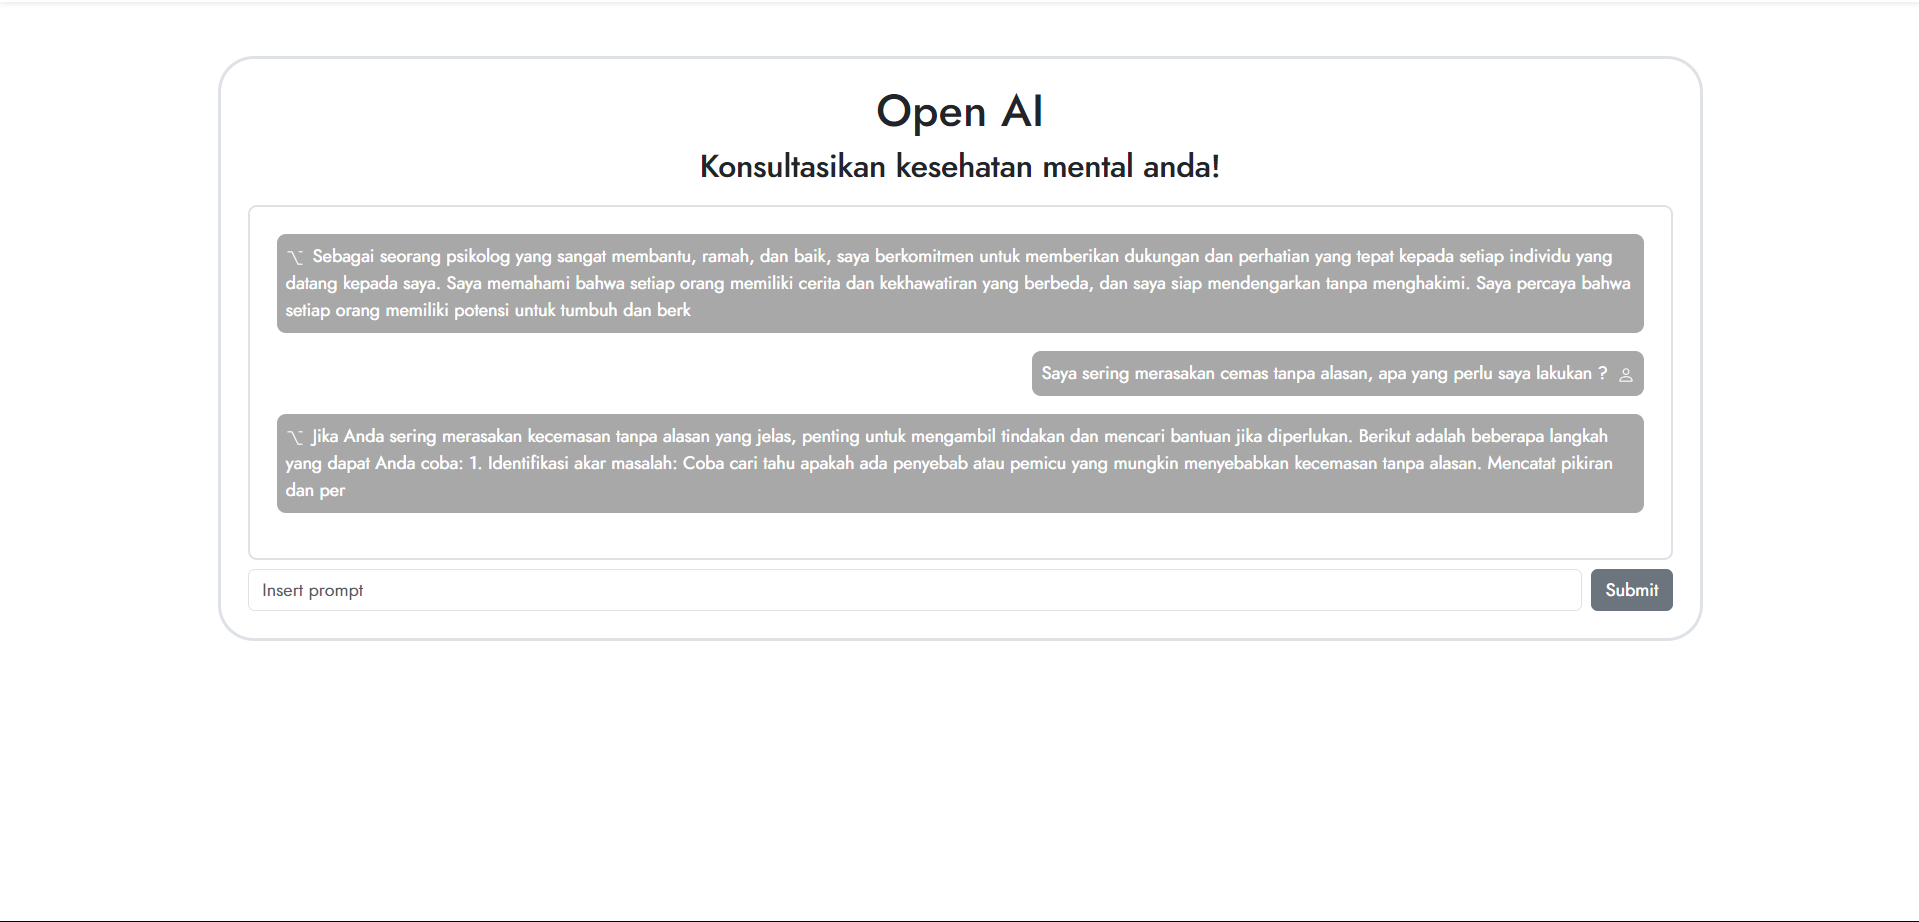 Open AI
Konsultasikan kesehatan mental anda!
Sebagai seorang psikolog yang sangat membantu, ramah, dan baik, saya berkomitmen untuk memberikan dukungan dan perhatian yang tepat kepada setiap individu yang
datang kepada saya. Saya memahami bahwa setiap orang memiliki cerita dan kekhawatiran yang berbeda, dan saya siap mendengarkan tanpa menghakimi. Saya percaya bahwa
setiap orang memiliki potensi untuk tumbuh dan berk
Saya sering merasakan cemas tanpa alasan, apa yang perlu saya lakukan ?
Jika Anda sering merasakan kecemasan tanpa alasan yang jelas, penting untuk mengambil tindakan dan mencari bantuan jika diperlukan. Berikut adalah beberapa langkah
yang dapat Anda coba: 1. Identifikasi akar masalah: Coba cari tahu apakah ada penyebab atau pemicu yang mungkin menyebabkan kecemasan tanpa alasan. Mencatat pikiran
dan per
Insert prompt
Submit